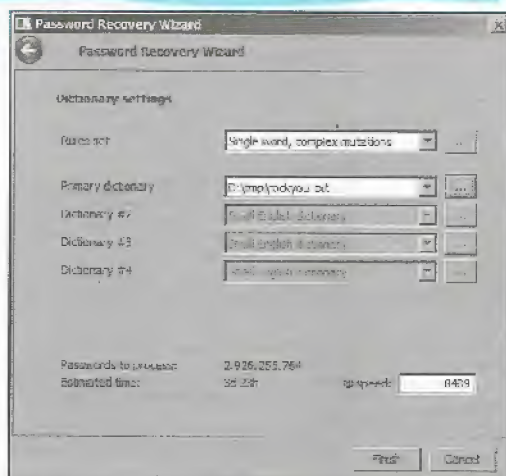 Password Recovery Wizard
Password Recovery Wizard
Dictionary settings
Rules set Single word, complex mutations ...
Primary dictionary D:\tmp\rockyou.txt ...
Dictionary #2 Small English dictionary ...
Dictionary #3 Small English dictionary ...
Dictionary #4 Small English dictionary ...
Passwords to process: 2,926,255,764
Estimated time: 3d 23h @speed: 8489
Finish Cancel